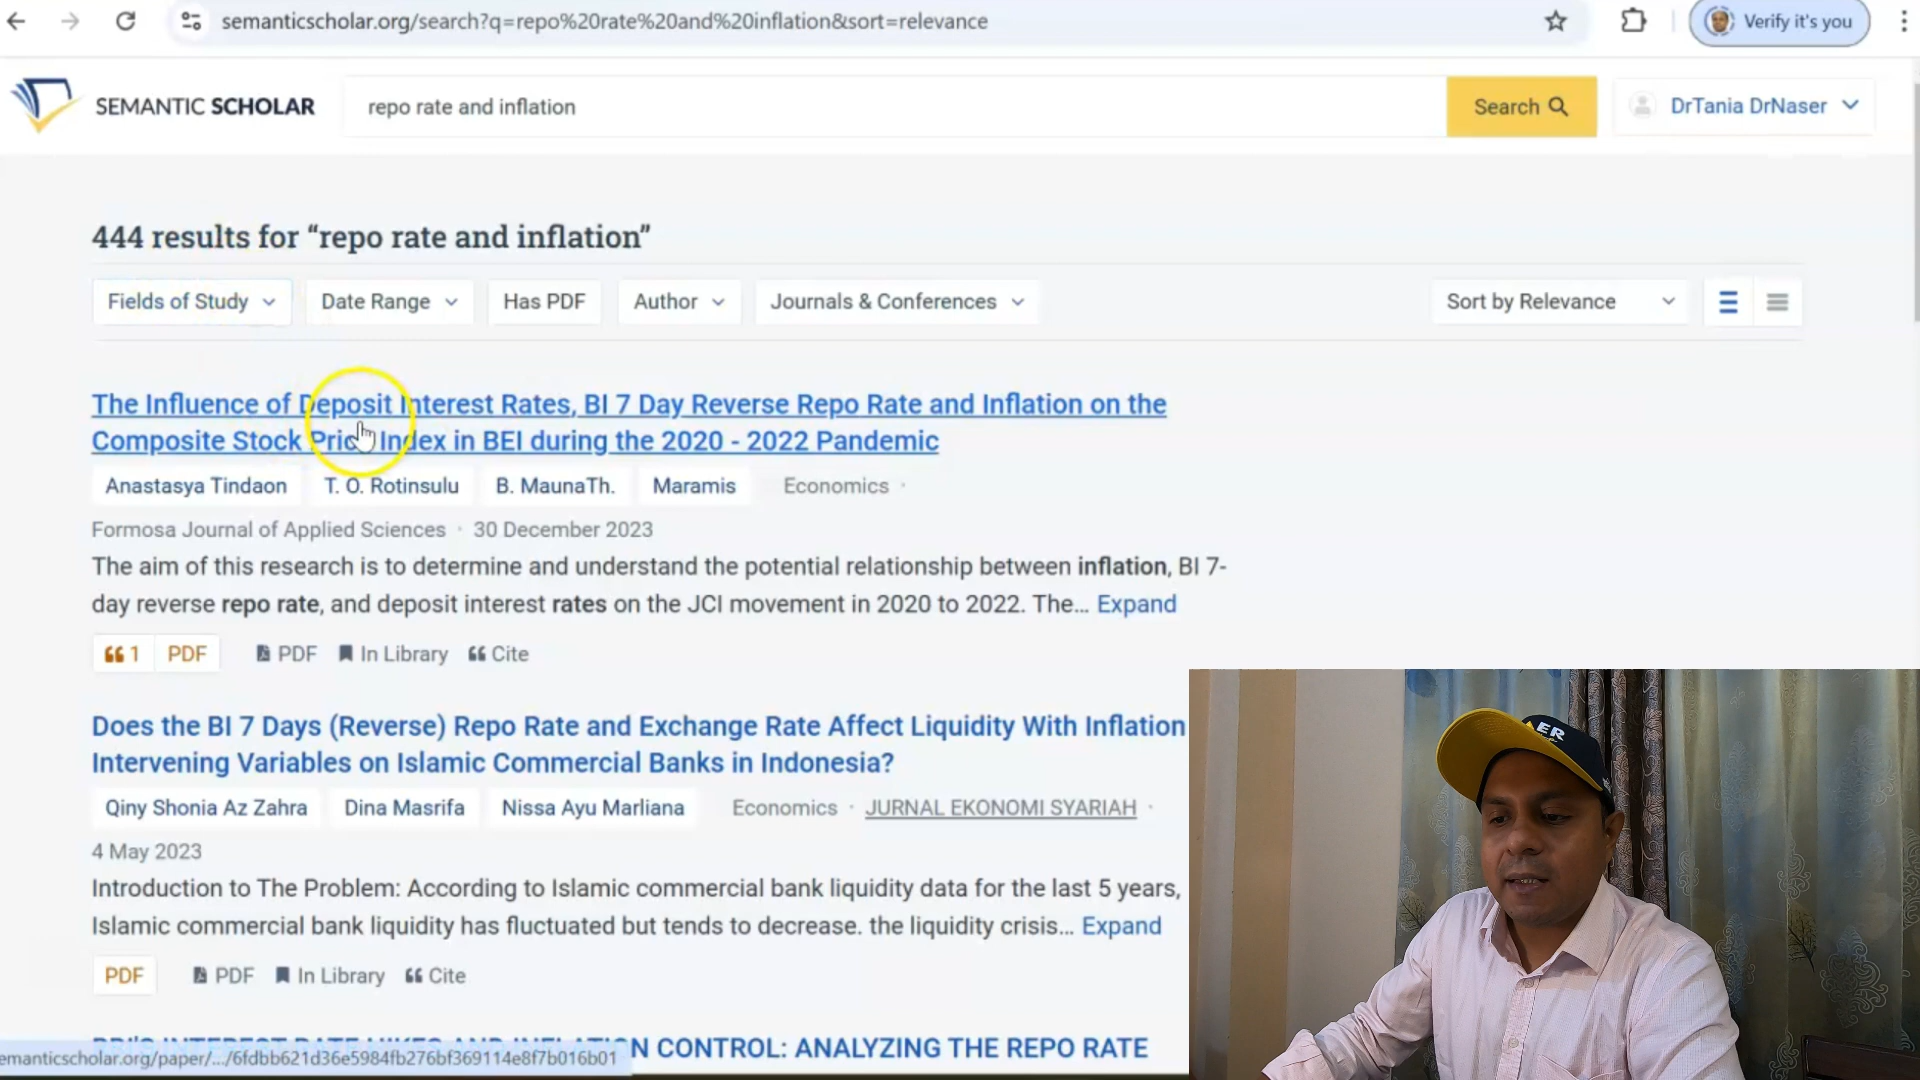 semanticscholar.org/search?q=repo%20rate%20and%20inflation&sort=relevance
Verify it's you
SEMANTIC SCHOLAR
repo rate and inflation
Search
DrTania DrNaser
444 results for “repo rate and inflation”
Fields of Study
Date Range
Has PDF
Author
Journals & Conferences
Sort by Relevance
The Influence of Deposit Interest Rates, BI 7 Day Reverse Repo Rate and Inflation on the
Composite Stock Price Index in BEI during the 2020 - 2022 Pandemic
Anastasya Tindaon T. O. Rotinsulu B. MaunaTh. Maramis Economics ·
Formosa Journal of Applied Sciences · 30 December 2023
The aim of this research is to determine and understand the potential relationship between inflation, BI 7-
day reverse repo rate, and deposit interest rates on the JCI movement in 2020 to 2022. The... Expand
1 PDF PDF In Library Cite
Does the BI 7 Days (Reverse) Repo Rate and Exchange Rate Affect Liquidity With Inflation
Intervening Variables on Islamic Commercial Banks in Indonesia?
Qiny Shonia Az Zahra Dina Masrifa Nissa Ayu Marliana Economics · JURNAL EKONOMI SYARIAH ·
4 May 2023
Introduction to The Problem: According to Islamic commercial bank liquidity data for the last 5 years,
Islamic commercial bank liquidity has fluctuated but tends to decrease. the liquidity crisis... Expand
PDF PDF In Library Cite
INTEREST RATE HIKES AND INFLATION CONTROL: ANALYZING THE REPO RATE
emanticscholar.org/paper/.../6fdbb621d36e5984fb276bf369114e8f7b016b01
ER